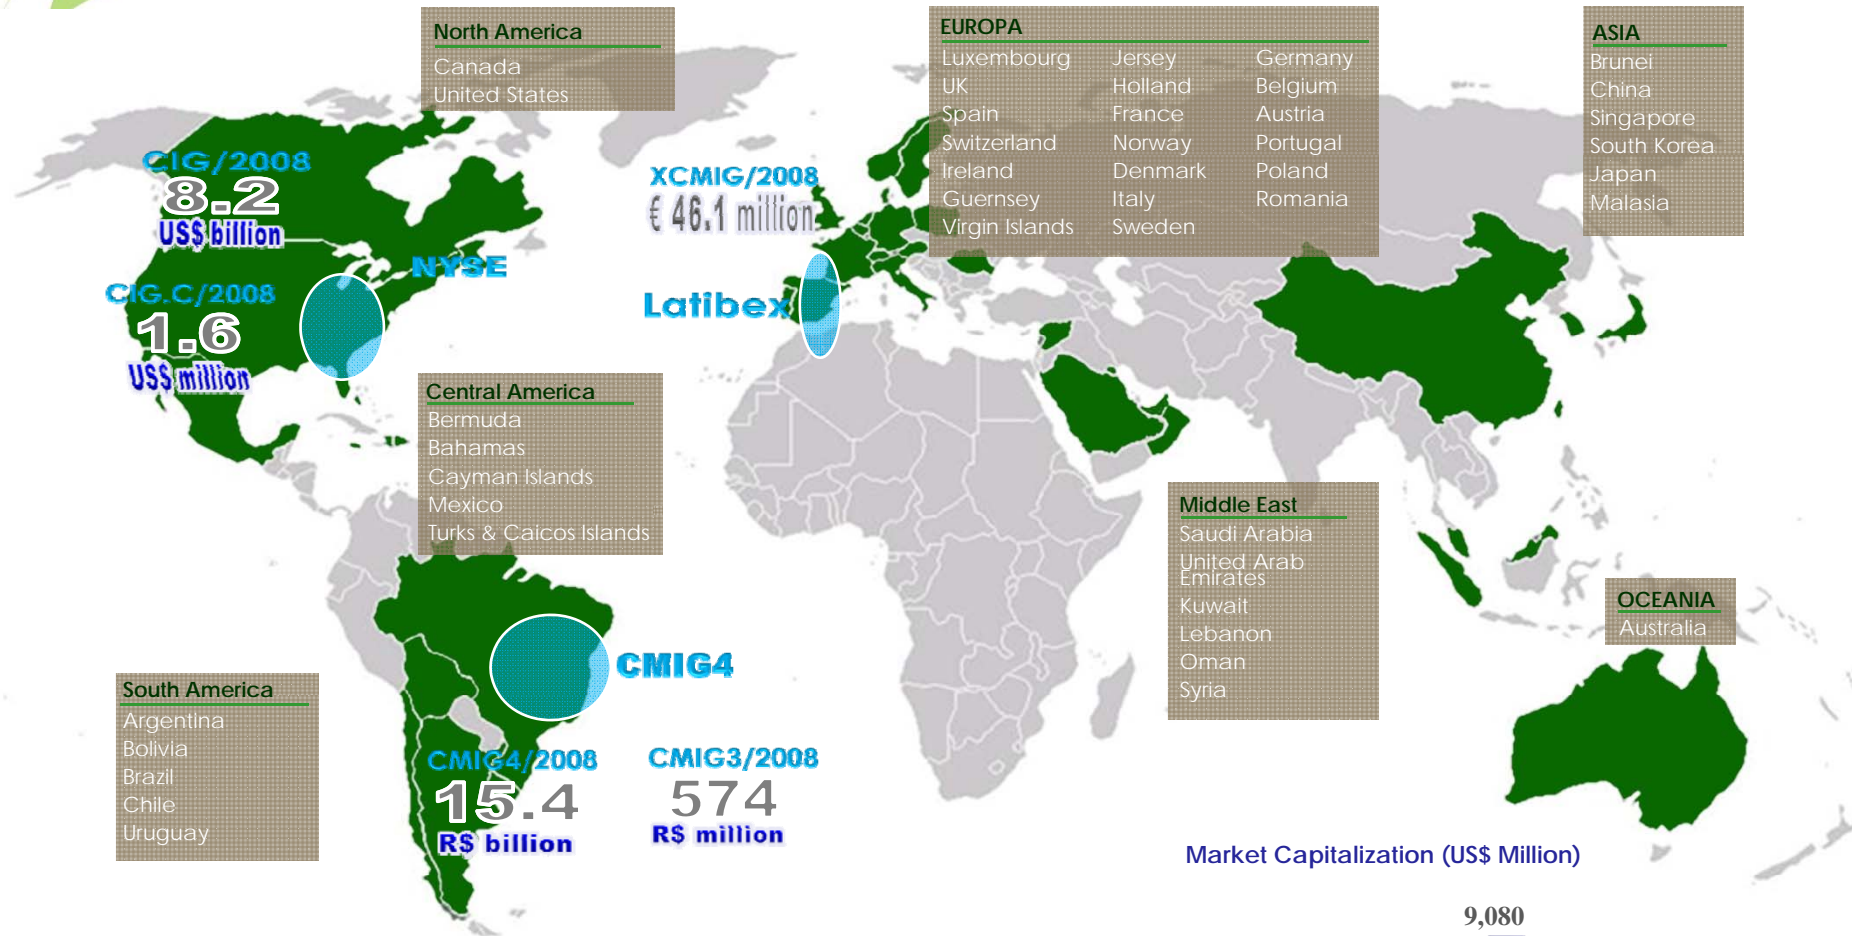 North America
Canada
United States
EUROPA
Luxembourg Jersey Germany
UK Holland Belgium
Spain France Austria
Switzerland Norway Portugal
Ireland Denmark Poland
Guernsey Italy Romania
Virgin Islands Sweden
ASIA
Brunei
China
Singapore
South Korea
Japan
Malasia
CIG/2008
8.2
US$ billion
NYSE
CIG.C/2008
1.6
US$ million
XCMIG/2008
€ 46.1 million
Latibex
Central America
Bermuda
Bahamas
Cayman Islands
Mexico
Turks & Caicos Islands
Middle East
Saudi Arabia
United Arab
Emirates
Kuwait
Lebanon
Oman
Syria
OCEANIA
Australia
CMIG4
South America
Argentina
Bolivia
Brazil
Chile
Uruguay
CMIG4/2008
15.4
R$ billion
CMIG3/2008
574
R$ million
Market Capitalization (US$ Million)
9,080